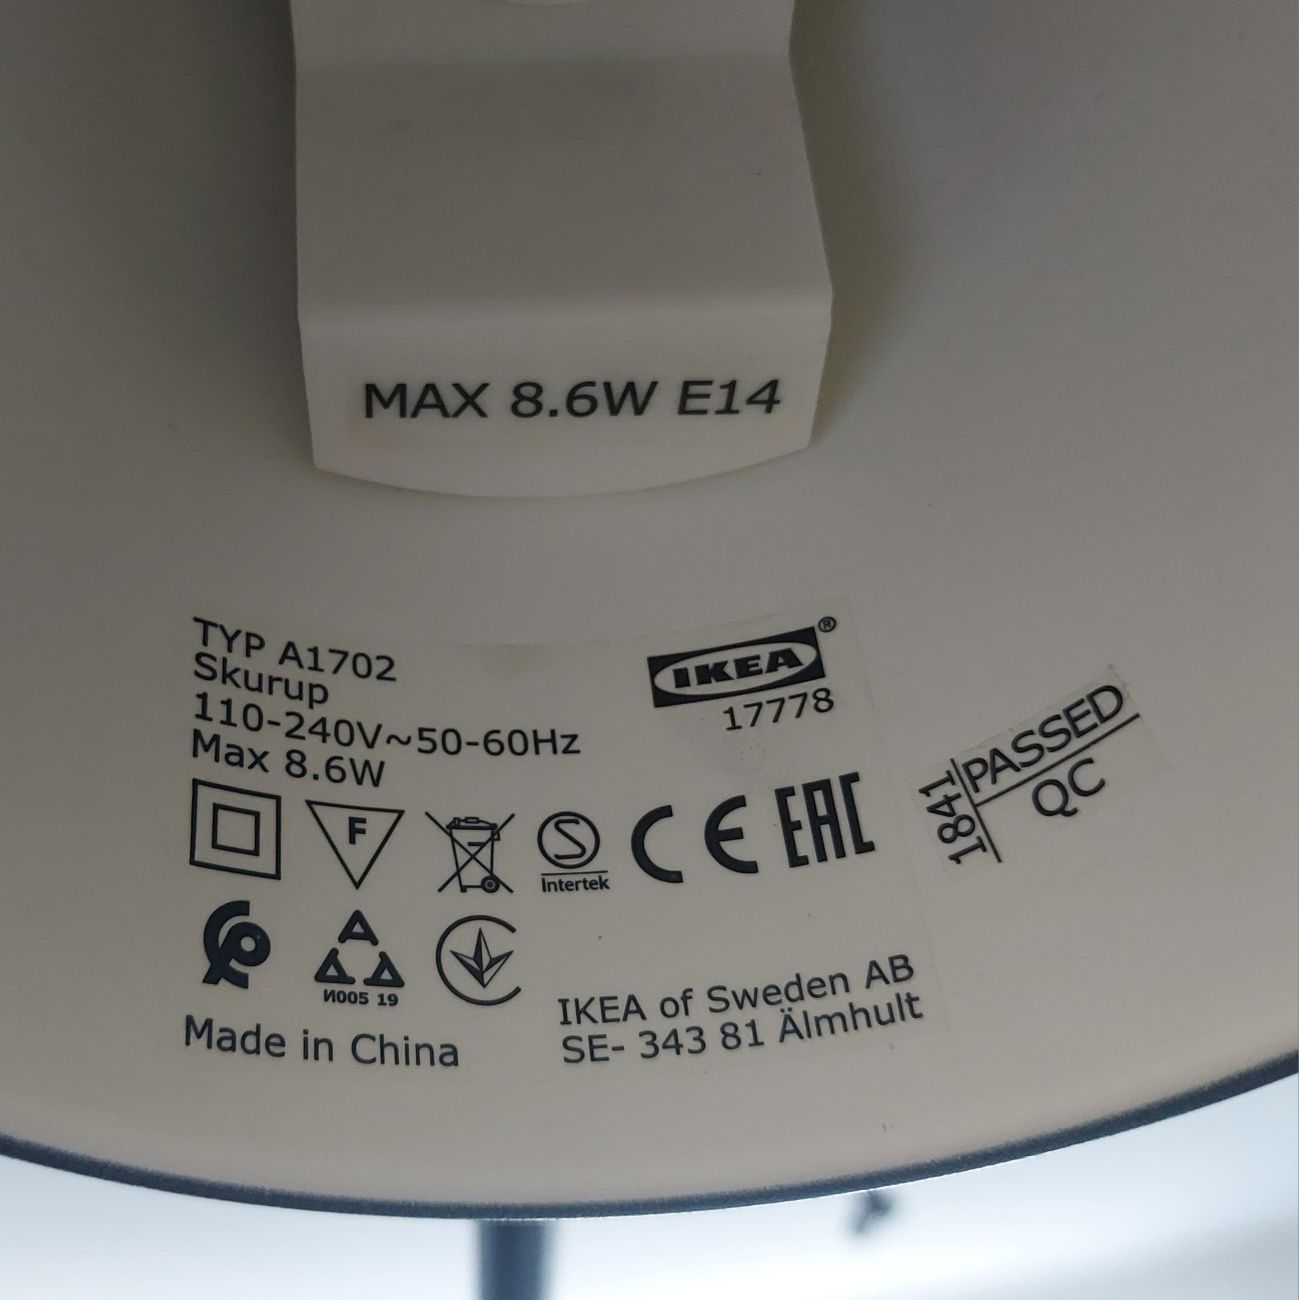 MAX 8.6W E14
TYP A1702
Skurup
110-240V~50-60Hz
Max 8.6W
IKEA®
17778
PASSED
QC
1841
F
S
Intertek
CE
EAC
И005 19
Made in China
IKEA of Sweden AB
SE- 343 81 Älmhult